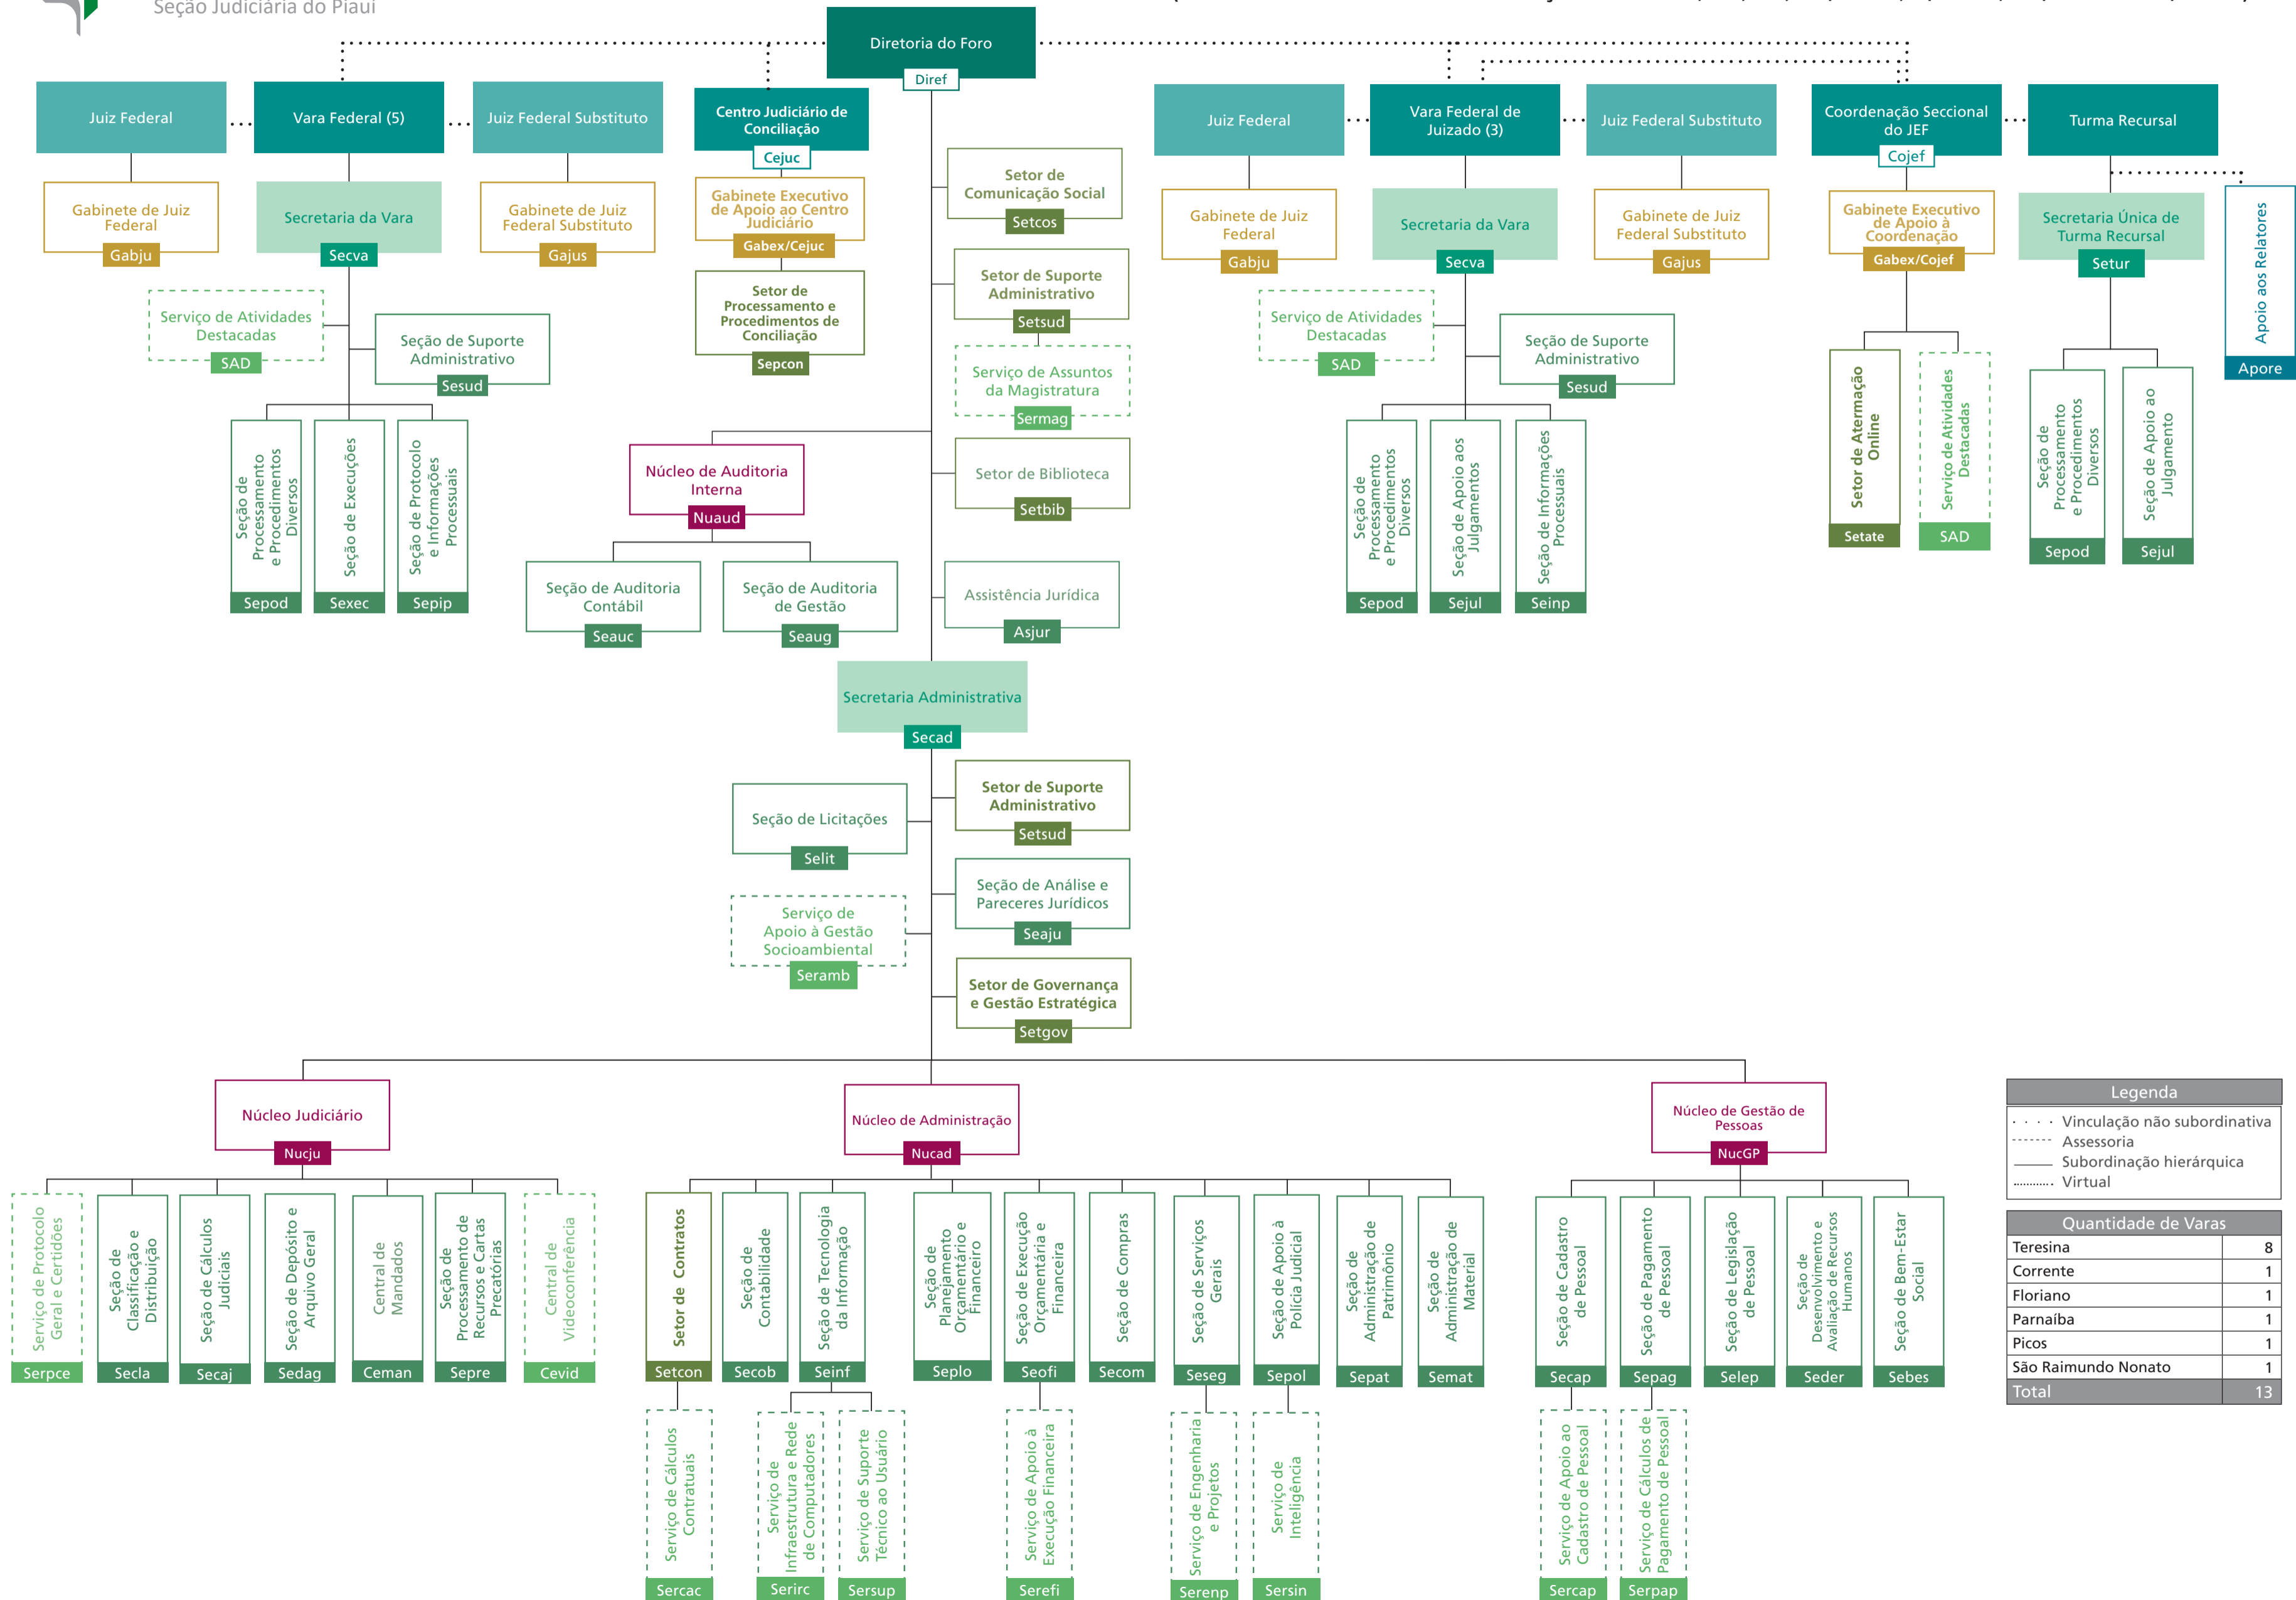 Seção Judiciária do Piauí
Diretoria do Foro
Diref
Juiz Federal
Vara Federal (5)
Juiz Federal Substituto
Centro Judiciário de
Conciliação
Cejuc
Juiz Federal
Vara Federal de
Juizado (3)
Juiz Federal Substituto
Coordenação Seccional
do JEF
Cojef
Turma Recursal
Gabinete de Juiz
Federal
Gabju
Secretaria da Vara
Secva
Gabinete de Juiz
Federal Substituto
Gajus
Gabinete Executivo
de Apoio ao Centro
Judiciário
Gabex/Cejuc
Setor de
Processamento e
Procedimentos de
Conciliação
Sepcon
Setor de
Comunicação Social
Setcos
Setor de Suporte
Administrativo
Setsud
Serviço de Assuntos
da Magistratura
Sermag
Setor de Biblioteca
Setbib
Assistência Jurídica
Asjur
Gabinete de Juiz
Federal
Gabju
Secretaria da Vara
Secva
Gabinete de Juiz
Federal Substituto
Gajus
Gabinete Executivo
de Apoio à
Coordenação
Gabex/Cojef
Secretaria Única de
Turma Recursal
Setur
Apoio aos Relatores
Apore
Serviço de Atividades
Destacadas
SAD
Seção de Suporte
Administrativo
Sesud
Seção de
Processamento
e Procedimentos
Diversos
Sepod
Seção de Execuções
Sexec
Seção de Protocolo
e Informações
Processuais
Sepip
Núcleo de Auditoria
Interna
Nuaud
Seção de Auditoria
Contábil
Seauc
Seção de Auditoria
de Gestão
Seaug
Serviço de Atividades
Destacadas
SAD
Seção de Suporte
Administrativo
Sesud
Seção de
Processamento
e Procedimentos
Diversos
Sepod
Seção de Apoio aos
Julgamentos
Sejul
Seção de Informações
Processuais
Seinp
Setor de Atermação
Online
Setate
Serviço de Atividades
Destacadas
SAD
Seção de
Processamento
e Procedimentos
Diversos
Sepod
Seção de Apoio ao
Julgamento
Sejul
Secretaria Administrativa
Secad
Seção de Licitações
Selit
Setor de Suporte
Administrativo
Setsud
Seção de Análise e
Pareceres Jurídicos
Seaju
Serviço de
Apoio à Gestão
Socioambiental
Seramb
Setor de Governança
e Gestão Estratégica
Setgov
Núcleo Judiciário
Nucju
Núcleo de Administração
Nucad
Núcleo de Gestão de
Pessoas
NucGP
Serviço de Protocolo
Geral e Certidões
Serpce
Seção de
Classificação e
Distribuição
Secla
Seção de Cálculos
Judiciais
Secaj
Seção de Depósito e
Arquivo Geral
Sedag
Central de
Mandados
Ceman
Seção de
Processamento de
Recursos e Cartas
Precatórias
Sepre
Central de
Videoconferência
Cevid
Setor de Contratos
Setcon
Seção de
Contabilidade
Secob
Seção de Tecnologia
da Informação
Seinf
Seção de
Planejamento
Orçamentário e
Financeiro
Seplo
Seção de Execução
Orçamentária e
Financeira
Seofi
Seção de Compras
Secom
Seção de Serviços
Gerais
Seseg
Seção de Apoio à
Polícia Judicial
Sepol
Seção de
Administração de
Patrimônio
Sepat
Seção de
Administração de
Material
Semat
Seção de Cadastro
de Pessoal
Secap
Seção de Pagamento
de Pessoal
Sepag
Seção de Legislação
de Pessoal
Selep
Seção de
Desenvolvimento e
Avaliação de Recursos
Humanos
Seder
Seção de Bem-Estar
Social
Sebes
Serviço de Cálculos
Contratuais
Sercac
Serviço de
Infraestrutura e Rede
de Computadores
Serirc
Serviço de Suporte
Técnico ao Usuário
Sersup
Serviço de Apoio à
Execução Financeira
Serefi
Serviço de Engenharia
e Projetos
Serenp
Serviço de
Inteligência
Sersin
Serviço de Apoio ao
Cadastro de Pessoal
Sercap
Serviço de Cálculos de
Pagamento de Pessoal
Serpap
Legenda
Vinculação não subordinativa
Assessoria
Subordinação hierárquica
Virtual
Quantidade de Varas
Teresina 8
Corrente 1
Floriano 1
Parnaíba 1
Picos 1
São Raimundo Nonato 1
Total 13